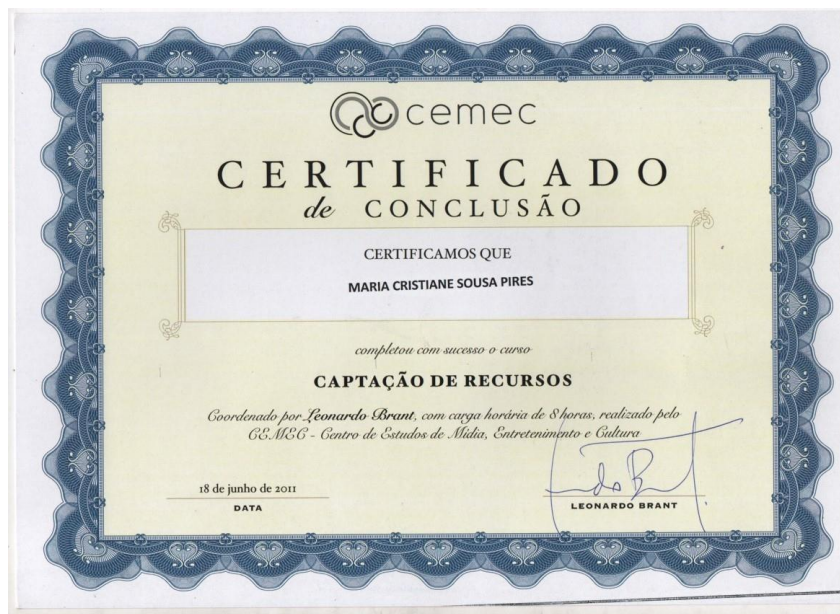 cemec
CERTIFICADO
de CONCLUSÃO
CERTIFICAMOS QUE
MARIA CRISTIANE SOUSA PIRES
completou com sucesso o curso
CAPTAÇÃO DE RECURSOS
Coordenado por Leonardo Brant, com carga horária de 8 horas, realizado pelo
CEMEC - Centro de Estudos de Mídia, Entretenimento e Cultura
18 de junho de 2011
DATA
LEONARDO BRANT